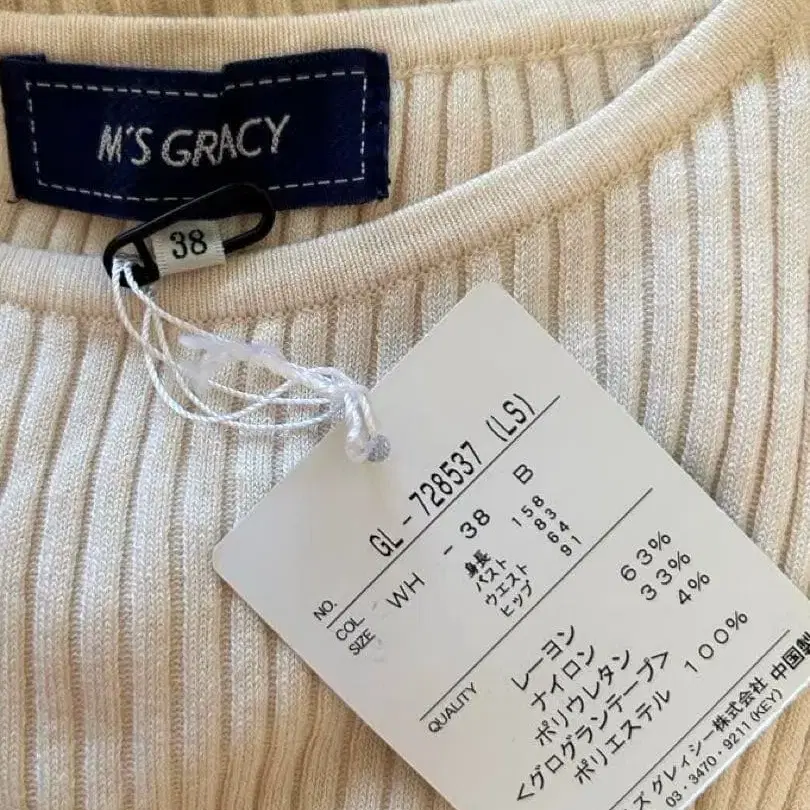 M'S GRACY
38
NO. GL-728537 (LS)
COL. WH - 38 B
SIZE
身長 158
バスト 83
ウエスト 64
ヒップ 91
QUALITY
レーヨン 63%
ナイロン 33%
ポリウレタン 4%
<グログランテープ>
ポリエステル 100%
ズ グレイシー株式会社 中国製
03・3470・9211 (KEY)